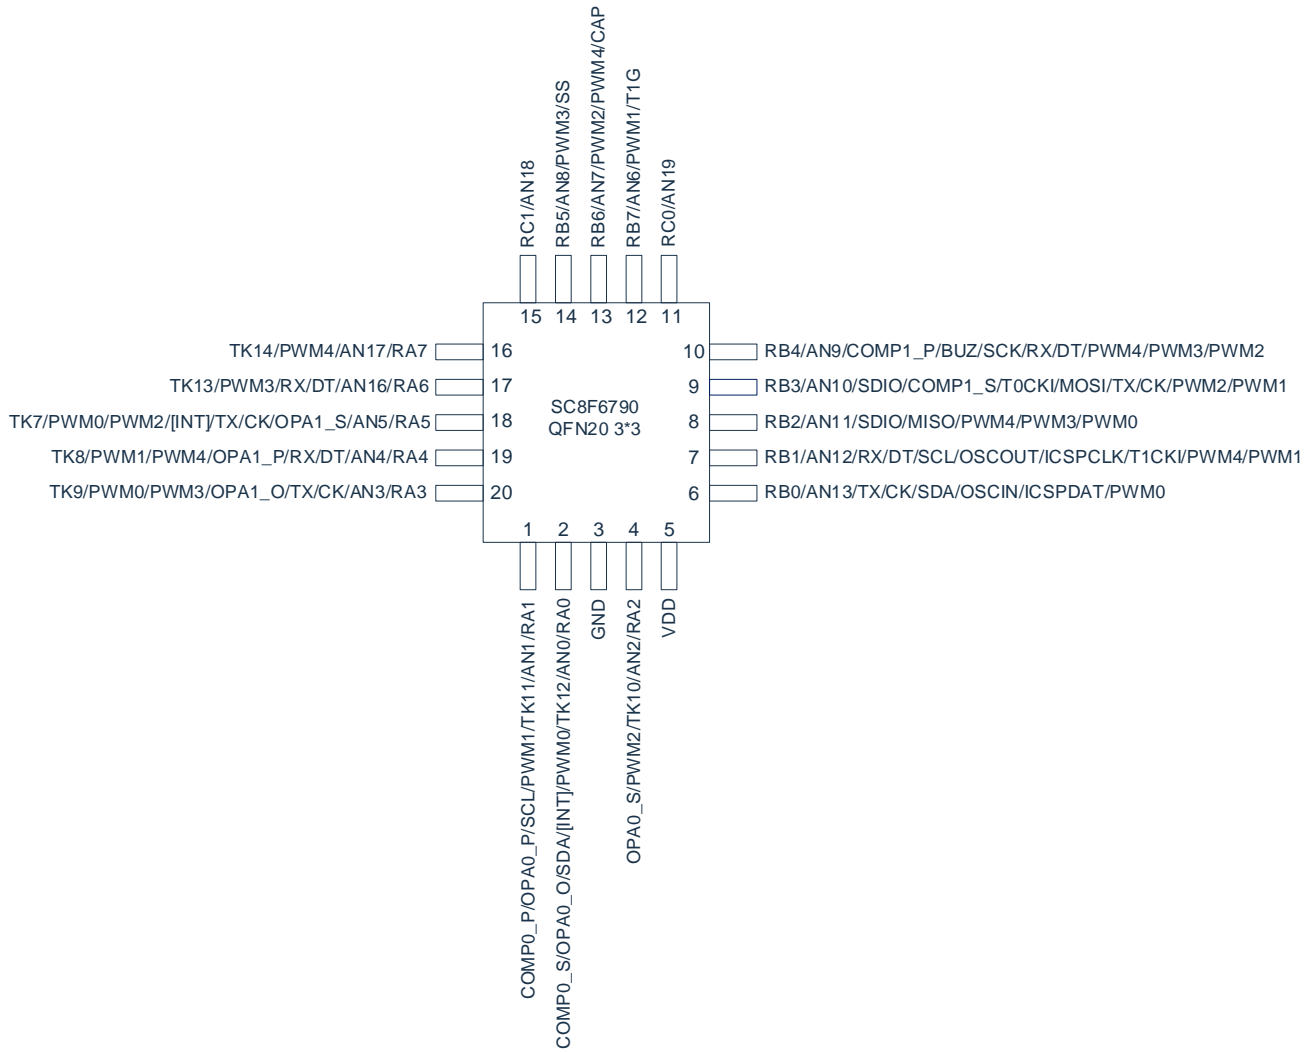 RC1/AN18
RB5/AN8/PWM3/SS
RB6/AN7/PWM2/PWM4/CAP
RB7/AN6/PWM1/T1G
RC0/AN19
15
14
13
12
11
TK14/PWM4/AN17/RA7
16
TK13/PWM3/RX/DT/AN16/RA6
17
TK7/PWM0/PWM2/[INT]/TX/CK/OPA1_S/AN5/RA5
18
TK8/PWM1/PWM4/OPA1_P/RX/DT/AN4/RA4
19
TK9/PWM0/PWM3/OPA1_O/TX/CK/AN3/RA3
20
SC8F6790
QFN20 3*3
10
RB4/AN9/COMP1_P/BUZ/SCK/RX/DT/PWM4/PWM3/PWM2
9
RB3/AN10/SDIO/COMP1_S/T0CKI/MOSI/TX/CK/PWM2/PWM1
8
RB2/AN11/SDIO/MISO/PWM4/PWM3/PWM0
7
RB1/AN12/RX/DT/SCL/OSCOUT/ICSPCLK/T1CKI/PWM4/PWM1
6
RB0/AN13/TX/CK/SDA/OSCIN/ICSPDAT/PWM0
1
2
3
4
5
COMP0_P/OPA0_P/SCL/PWM1/TK11/AN1/RA1
COMP0_S/OPA0_O/SDA/[INT]/PWM0/TK12/AN0/RA0
GND
OPA0_S/PWM2/TK10/AN2/RA2
VDD